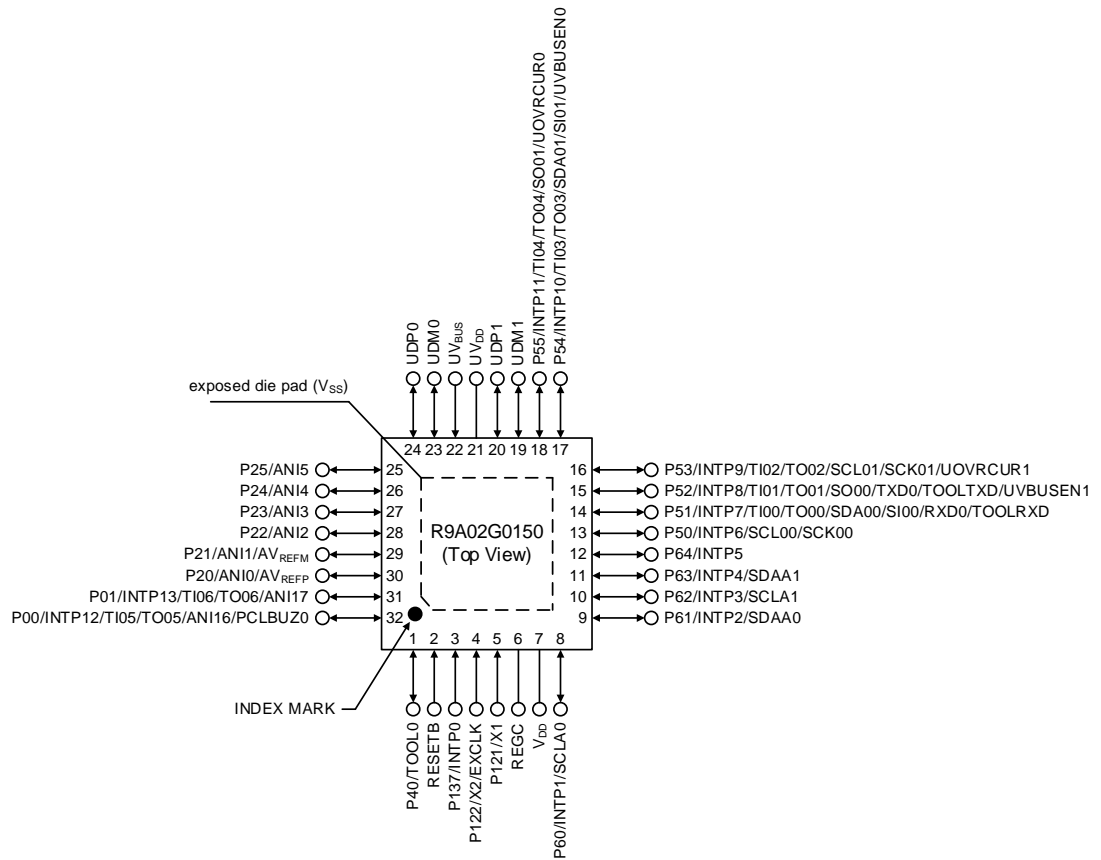 P55/INTP11/TI04/TO04/SO01/UOVRCUR0
P54/INTP10/TI03/TO03/SDA01/SI01/UVBUSEN0
UDP0
UDM0
UVBUS
UVDD
UDP1
UDM1
exposed die pad (VSS)
24 23 22 21 20 19 18 17
P25/ANI5 25
P24/ANI4 26
P23/ANI3 27
P22/ANI2 28
P21/ANI1/AVREFM 29
P20/ANI0/AVREFP 30
P01/INTP13/TI06/TO06/ANI17 31
P00/INTP12/TI05/TO05/ANI16/PCLBUZ0 32
R9A02G0150
(Top View)
16 P53/INTP9/TI02/TO02/SCL01/SCK01/UOVRCUR1
15 P52/INTP8/TI01/TO01/SO00/TXD0/TOOLTXD/UVBUSEN1
14 P51/INTP7/TI00/TO00/SDA00/SI00/RXD0/TOOLRXD
13 P50/INTP6/SCL00/SCK00
12 P64/INTP5
11 P63/INTP4/SDAA1
10 P62/INTP3/SCLA1
9 P61/INTP2/SDAA0
1 2 3 4 5 6 7 8
INDEX MARK
P40/TOOL0
RESETB
P137/INTP0
P122/X2/EXCLK
P121/X1
REGC
VDD
P60/INTP1/SCLA0